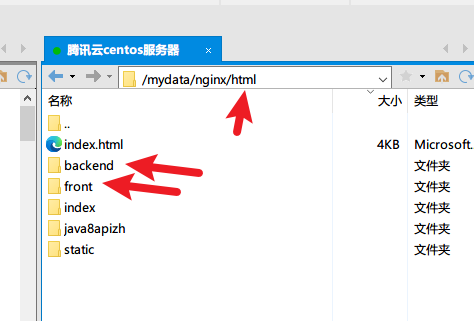 腾讯云centos服务器 ×
/mydata/nginx/html
名称 大小 类型
..
index.html 4KB Microsoft.
backend 文件夹
front 文件夹
index 文件夹
java8apizh 文件夹
static 文件夹